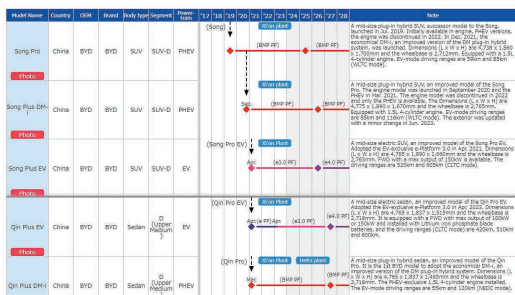 Model Name Country OEM Brand Body type Segment Power- train '17 '18 '19 '20 '21 '22 '23 '24 '25 '26 '27 '28 Note
Song Pro China BYD BYD SUV SUV-D PHEV
Photo
(Song) Xi'an Plant
(BMP PF) (BMP PF)
A mid-size plug-in hybrid SUV, successor model to the Song,
launched in Jul. 2019. Initially available in engine, PHEV versions,
the engine was discontinued in 2022. In Dec. 2021, the
economical DM-i, an improved version of the DM plug-in hybrid
system, was launched. Dimensions (L x W x H) are 4,738 x 1,860
x 1,700mm and the wheelbase is 2,712mm. Equipped with a 1.5L
4-cylinder engine. EV-mode driving ranges are 59km and 85km
(WLTC mode).
Song Plus DM-
i China BYD BYD SUV SUV-D PHEV
Photo
Xi'an Plant
Sep. (BMP PF) (BMP PF)
A mid-size plug-in hybrid SUV, an improved model of the Song
Pro. The engine model was launched in September 2020 and the
PHEV in Mar. 2021. The engine model was discontinued in 2022
and only the PHEV is available. The Dimensions (L x W x H) are
4,775 x 1,890 x 1,670mm and the wheelbase is 2,765mm.
Equipped with 1.5L 4-cylinder engine. EV-mode driving ranges
are 85km and 116km (WLTC mode). The exterior was updated
with a minor change in Jun. 2023.
Song Plus EV China BYD BYD SUV SUV-D EV
Photo
(Song Pro EV) Xi'an Plant
Apr. (e3.0 PF) (e4.0 PF)
A mid-size electric SUV, an improved model of the Song Pro EV.
Adopted the EV-exclusive e-Platform 3.0 in Apr. 2021. Dimensions
(L x W x H) are 4,785 x 1,890 x 1,660mm and the wheelbase is
2,765mm. FWD with a max output of 150kW is available. The
driving ranges are 520km and 605km (CLTC mode).
Qin Plus EV China BYD BYD Sedan D
(Upper
Medium
) EV
Photo
(Qin Pro EV) Xi'an Plant
Apr. (e PF) Apr. (e3.0 PF) (e4.0 PF)
A mid-size electric sedan, an improved model of the Qin Pro EV.
Adopted the EV-exclusive e-Platform 3.0 in Apr. 2023. Dimensions
(L x W x H) are 4,765 x 1,837 x 1,515mm and the wheelbase is
2,718mm. It is equipped with a FWD with max output of 100kW
or 150kW and installed with Lithium iron phosphate blade
batteries, and the driving ranges (CLTC mode) are 420km, 510km
and 600km.
Qin Plus DM-i China BYD BYD Sedan D
(Upper
Medium
) PHEV
(Qin Pro) Xi'an Plant Hefei plant
Mar. (BMP PF) (BMP PF)
A mid-size plug-in hybrid sedan, an improved model of the Qin
Pro. It is the 1st BYD model to adopt the economical DM-i, an
improved version of the DM plug-in hybrid system. Dimensions (L
x W x H) are 4,765 x 1,837 x 1,495mm and the wheelbase is
2,718mm. The PHEV-exclusive 1.5L 4-cylinder engine installed.
The EV-mode driving ranges are 55km and 120km (NEDC mode).